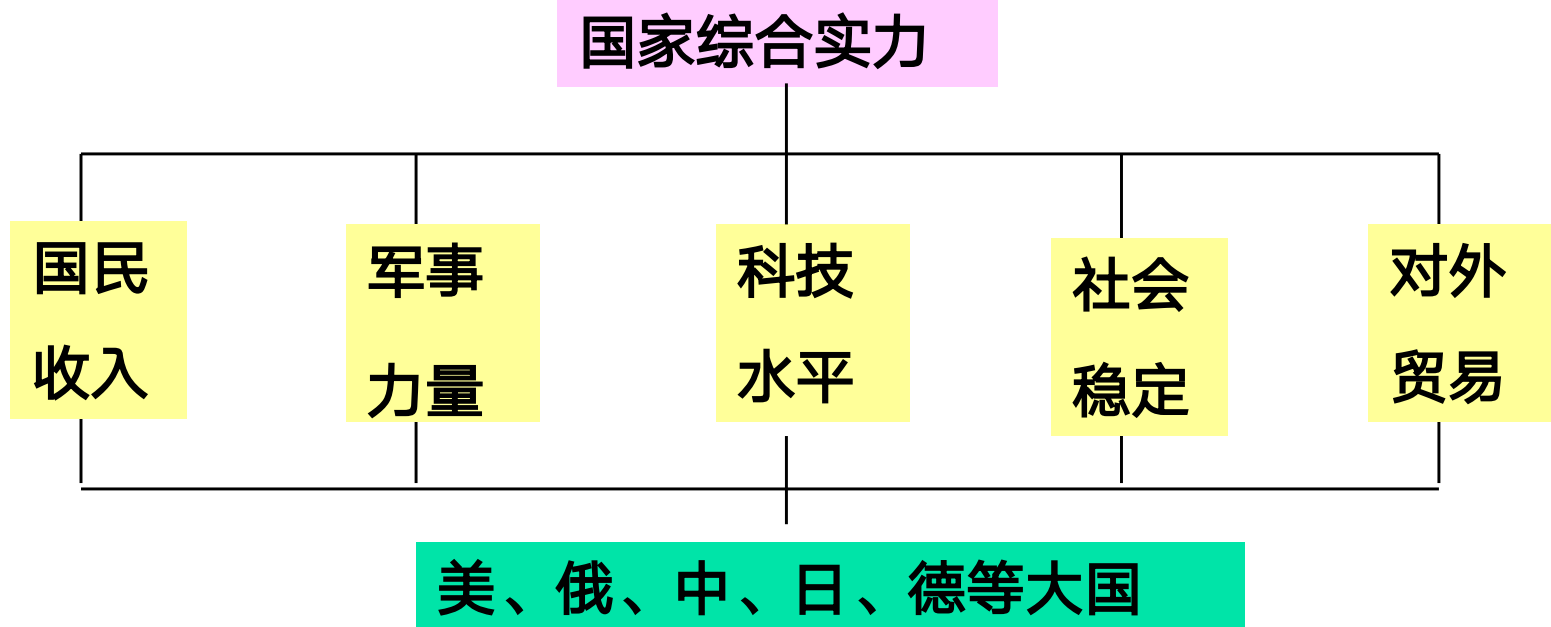 国家综合实力
国民
收入
军事
力量
科技
水平
社会
稳定
对外
贸易
美、俄、中、日、德等大国